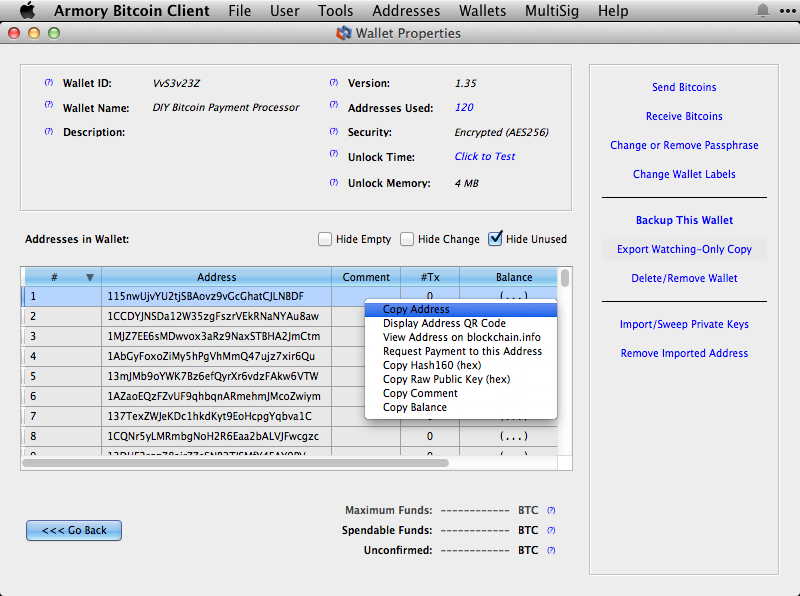 Armory Bitcoin Client File User Tools Addresses Wallets MultiSig Help
Wallet Properties
(?) Wallet ID: VvS3v23Z
(?) Wallet Name: DIY Bitcoin Payment Processor
(?) Description:
(?) Version: 1.35
(?) Addresses Used: 120
(?) Security: Encrypted (AES256)
(?) Unlock Time: Click to Test
(?) Unlock Memory: 4 MB
Addresses in Wallet: Hide Empty Hide Change Hide Unused
# Address Comment #Tx Balance
1 115nwUjvYU2tjSBAovz9vGcGhatCJLNBDF 0 (...)
2 1CCDYJNSDa12W35zgFszrVEkRNaNYAu8aw
3 1MJZ7EE6sMDwvox3aRz9NaxSTBHA2JmCtm
4 1AbGyFoxoZiMy5hPgVhMmQ47ujz7xir6Qu
5 13mJMb9oYWK7Bz6efQyrXr6vdzFAkw6VTW
6 1AZaoEQzFZvUF9qhbqnARmehmJMcoZwiym
7 137TexZWJeKDc1hkdKyt9EoHcpgYqbva1C
8 1CQNr5yLMRmbgNoH2R6Eaa2bALVJFwcgzc 0 (...)
Copy Address
Display Address QR Code
View Address on blockchain.info
Request Payment to this Address
Copy Hash160 (hex)
Copy Raw Public Key (hex)
Copy Comment
Copy Balance
<<< Go Back
Maximum Funds: ------------ BTC (?)
Spendable Funds: ------------ BTC (?)
Unconfirmed: ------------ BTC (?)
Send Bitcoins
Receive Bitcoins
Change or Remove Passphrase
Change Wallet Labels
Backup This Wallet
Export Watching-Only Copy
Delete/Remove Wallet
Import/Sweep Private Keys
Remove Imported Address